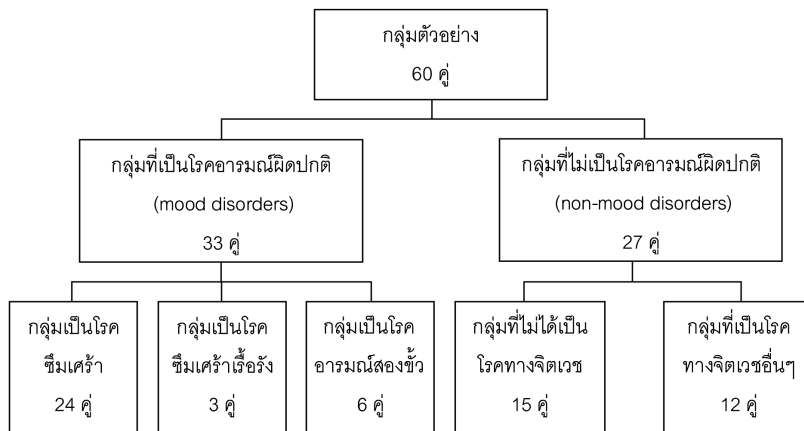 กลุ่มตัวอย่าง
60 คู่
กลุ่มที่เป็นโรคอารมณ์ผิดปกติ
(mood disorders)
33 คู่
กลุ่มที่ไม่เป็นโรคอารมณ์ผิดปกติ
(non-mood disorders)
27 คู่
กลุ่มเป็นโรค
ซึมเศร้า
24 คู่
กลุ่มเป็นโรค
ซึมเศร้าเรื้อรัง
3 คู่
กลุ่มเป็นโรค
อารมณ์สองขั้ว
6 คู่
กลุ่มที่ไม่ได้เป็น
โรคทางจิตเวช
15 คู่
กลุ่มที่เป็นโรค
ทางจิตเวชอื่นๆ
12 คู่